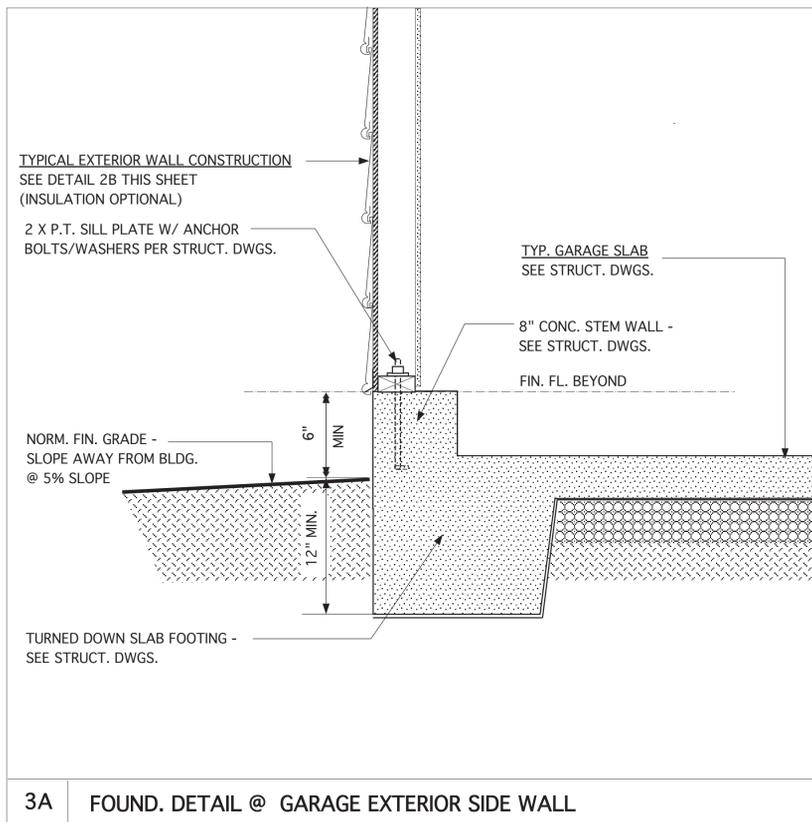 TYPICAL EXTERIOR WALL CONSTRUCTION
SEE DETAIL 2B THIS SHEET
(INSULATION OPTIONAL)
2 X P.T. SILL PLATE W/ ANCHOR
BOLTS/WASHERS PER STRUCT. DWGS.
TYP. GARAGE SLAB
SEE STRUCT. DWGS.
8" CONC. STEM WALL -
SEE STRUCT. DWGS.
FIN. FL. BEYOND
6"
MIN
NORM. FIN. GRADE -
SLOPE AWAY FROM BLDG.
@ 5% SLOPE
12" MIN.
TURNED DOWN SLAB FOOTING -
SEE STRUCT. DWGS.
3A FOUND. DETAIL @ GARAGE EXTERIOR SIDE WALL